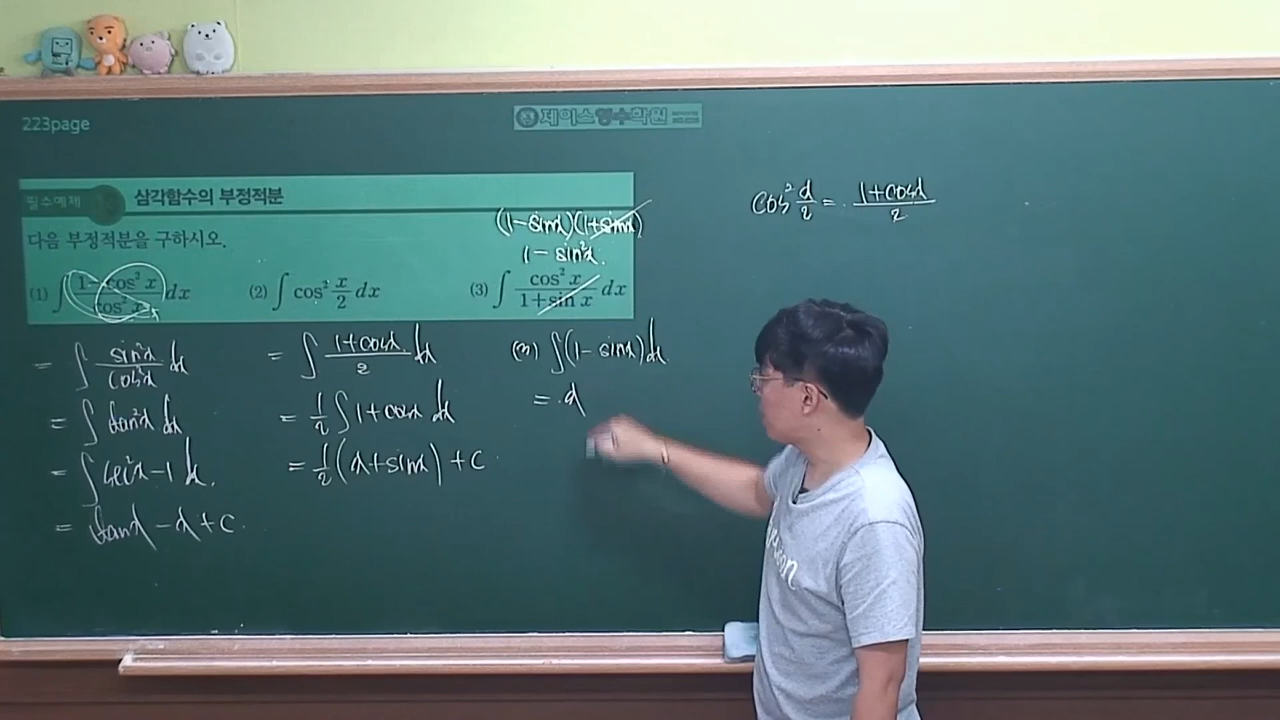 223page
제이스영수학원
필수예제 삼각함수의 부정적분
다음 부정적분을 구하시오.
(1-sinx)(1+sinx)
1-sin²x.
(1) ∫ (1-cos² x)/(cos² x) dx (2) ∫ cos² x/2 dx (3) ∫ (cos² x)/(1+sin x) dx
cos² x/2 = (1+cosx)/2
= ∫ sin²x/cos²x dx
= ∫ tan²x dx
= ∫ sec²x-1 dx.
= tanx - x + c.
= ∫ (1+cosx)/2 dx
= 1/2 ∫ 1+cosx dx
= 1/2 (x+sinx) + c
(3) ∫(1-sinx)dx
= x